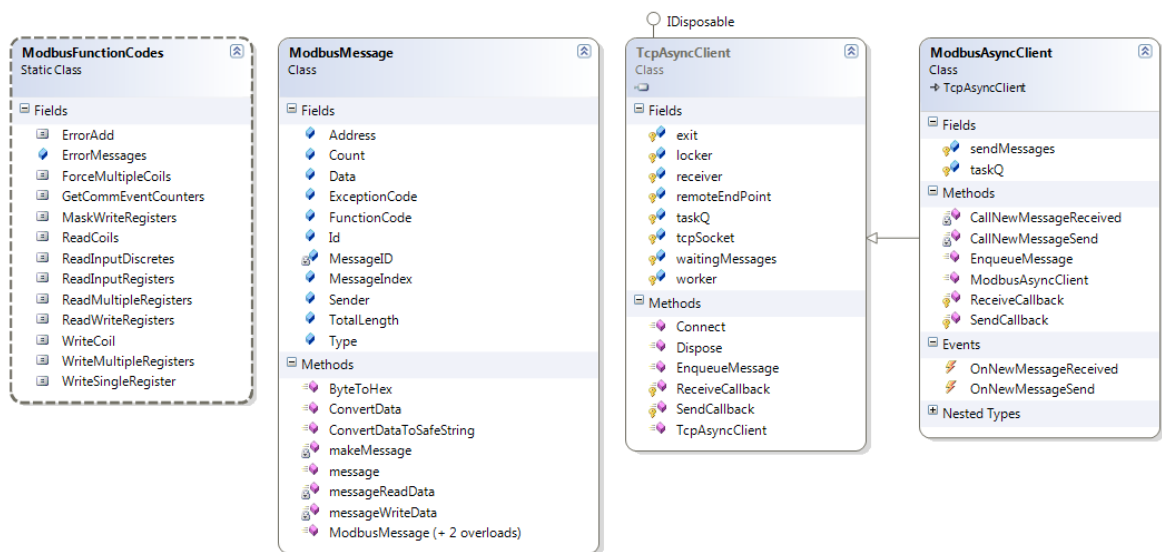 IDisposable
ModbusFunctionCodes
Static Class
Fields
ErrorAdd
ErrorMessages
ForceMultipleCoils
GetCommEventCounters
MaskWriteRegisters
ReadCoils
ReadInputDiscretes
ReadInputRegisters
ReadMultipleRegisters
ReadWriteRegisters
WriteCoil
WriteMultipleRegisters
WriteSingleRegister
ModbusMessage
Class
Fields
Address
Count
Data
ExceptionCode
FunctionCode
Id
MessageID
MessageIndex
Sender
TotalLength
Type
Methods
ByteToHex
ConvertData
ConvertDataToSafeString
makeMessage
message
messageReadData
messageWriteData
ModbusMessage (+ 2 overloads)
TcpAsyncClient
Class
Fields
exit
locker
receiver
remoteEndPoint
taskQ
tcpSocket
waitingMessages
worker
Methods
Connect
Dispose
EnqueueMessage
ReceiveCallback
SendCallback
TcpAsyncClient
ModbusAsyncClient
Class
TcpAsyncClient
Fields
sendMessages
taskQ
Methods
CallNewMessageReceived
CallNewMessageSend
EnqueueMessage
ModbusAsyncClient
ReceiveCallback
SendCallback
Events
OnNewMessageReceived
OnNewMessageSend
Nested Types